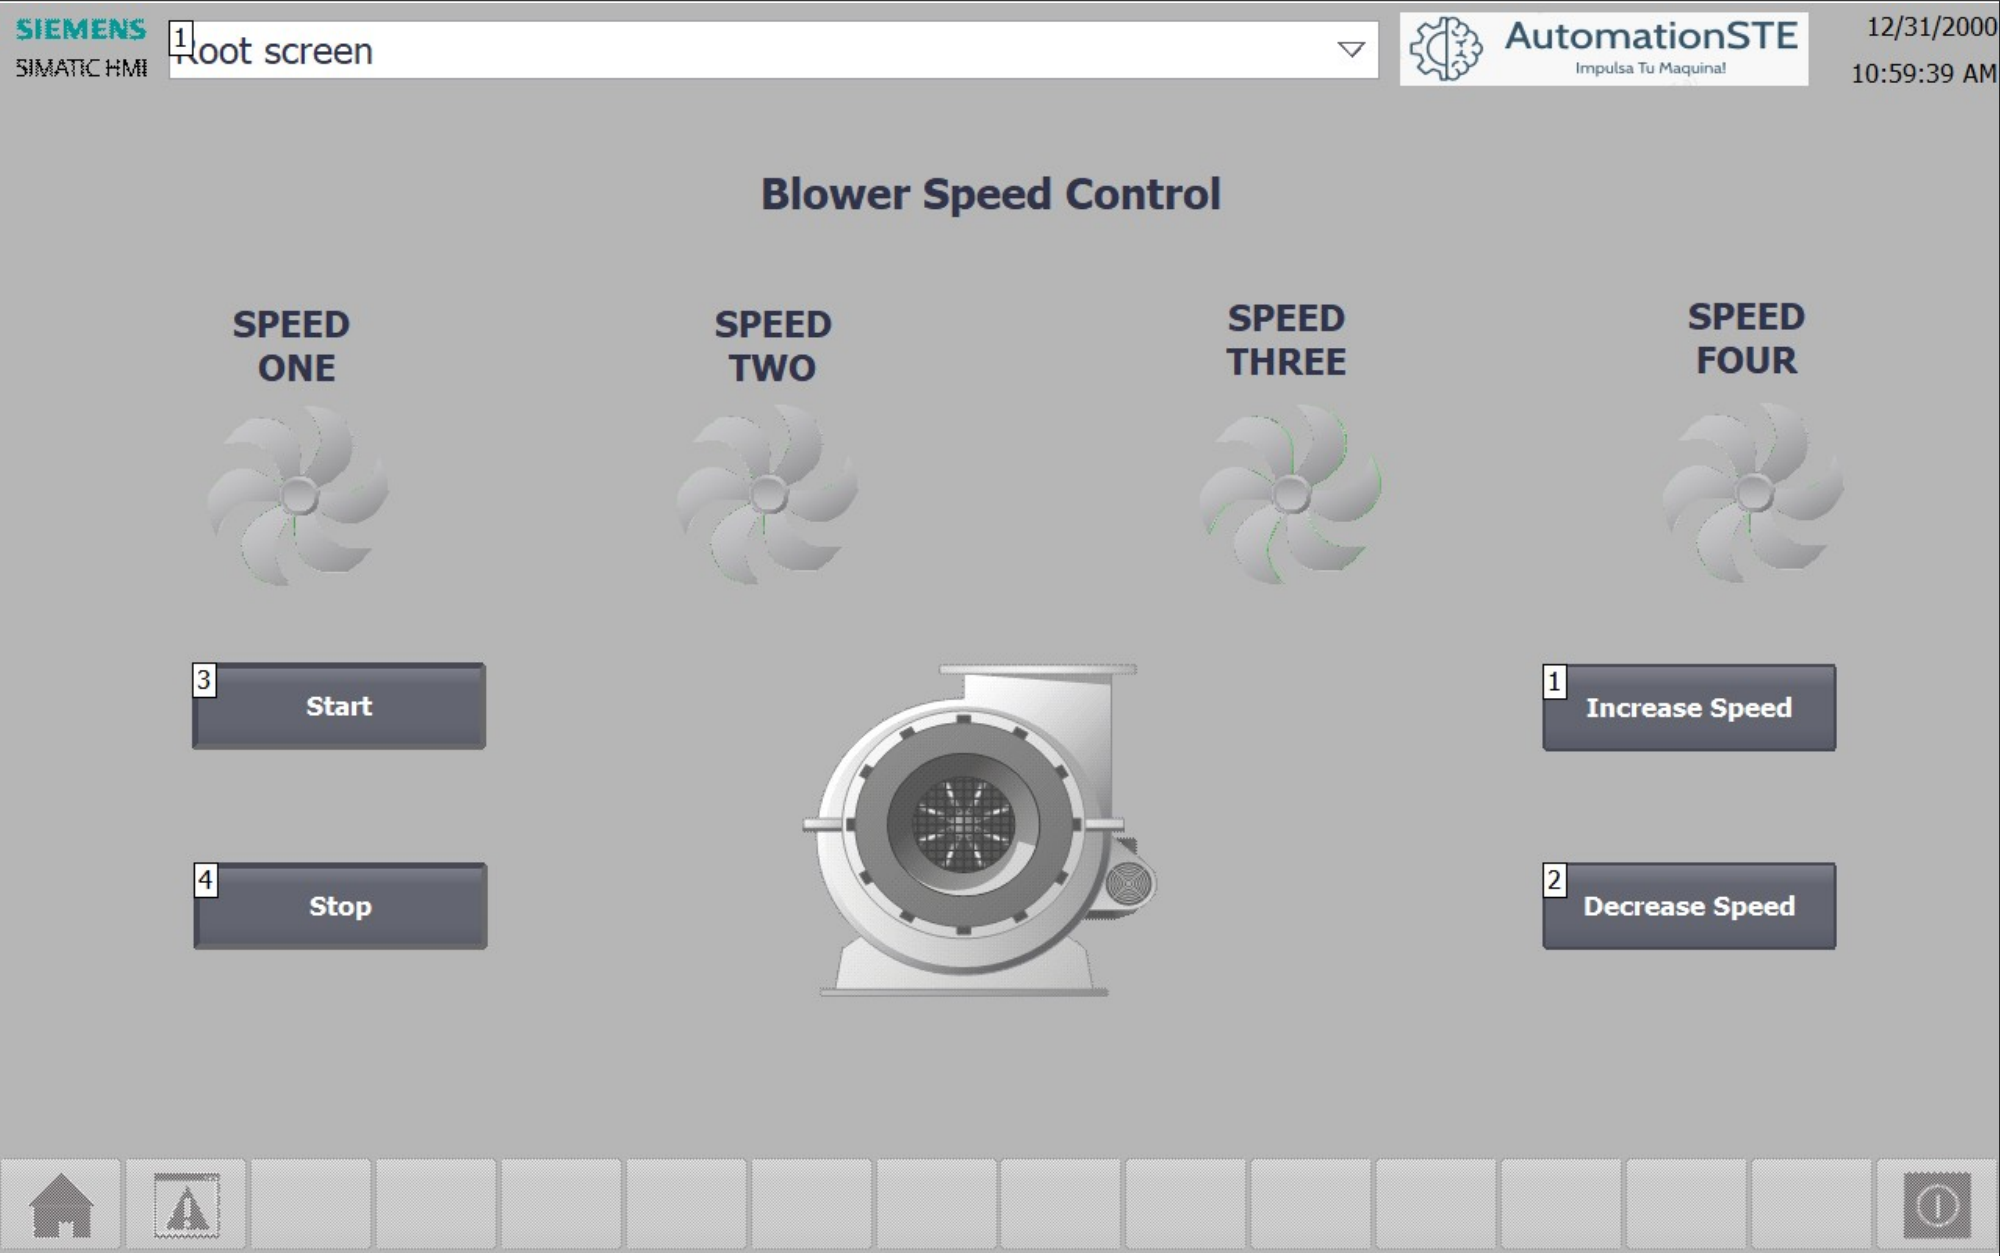 SIEMENS
SIMATIC HMI
1
Root screen
AutomationSTE
Impulsa Tu Maquina!
12/31/2000
10:59:39 AM
Blower Speed Control
SPEED
ONE
SPEED
TWO
SPEED
THREE
SPEED
FOUR
3
Start
1
Increase Speed
4
Stop
2
Decrease Speed